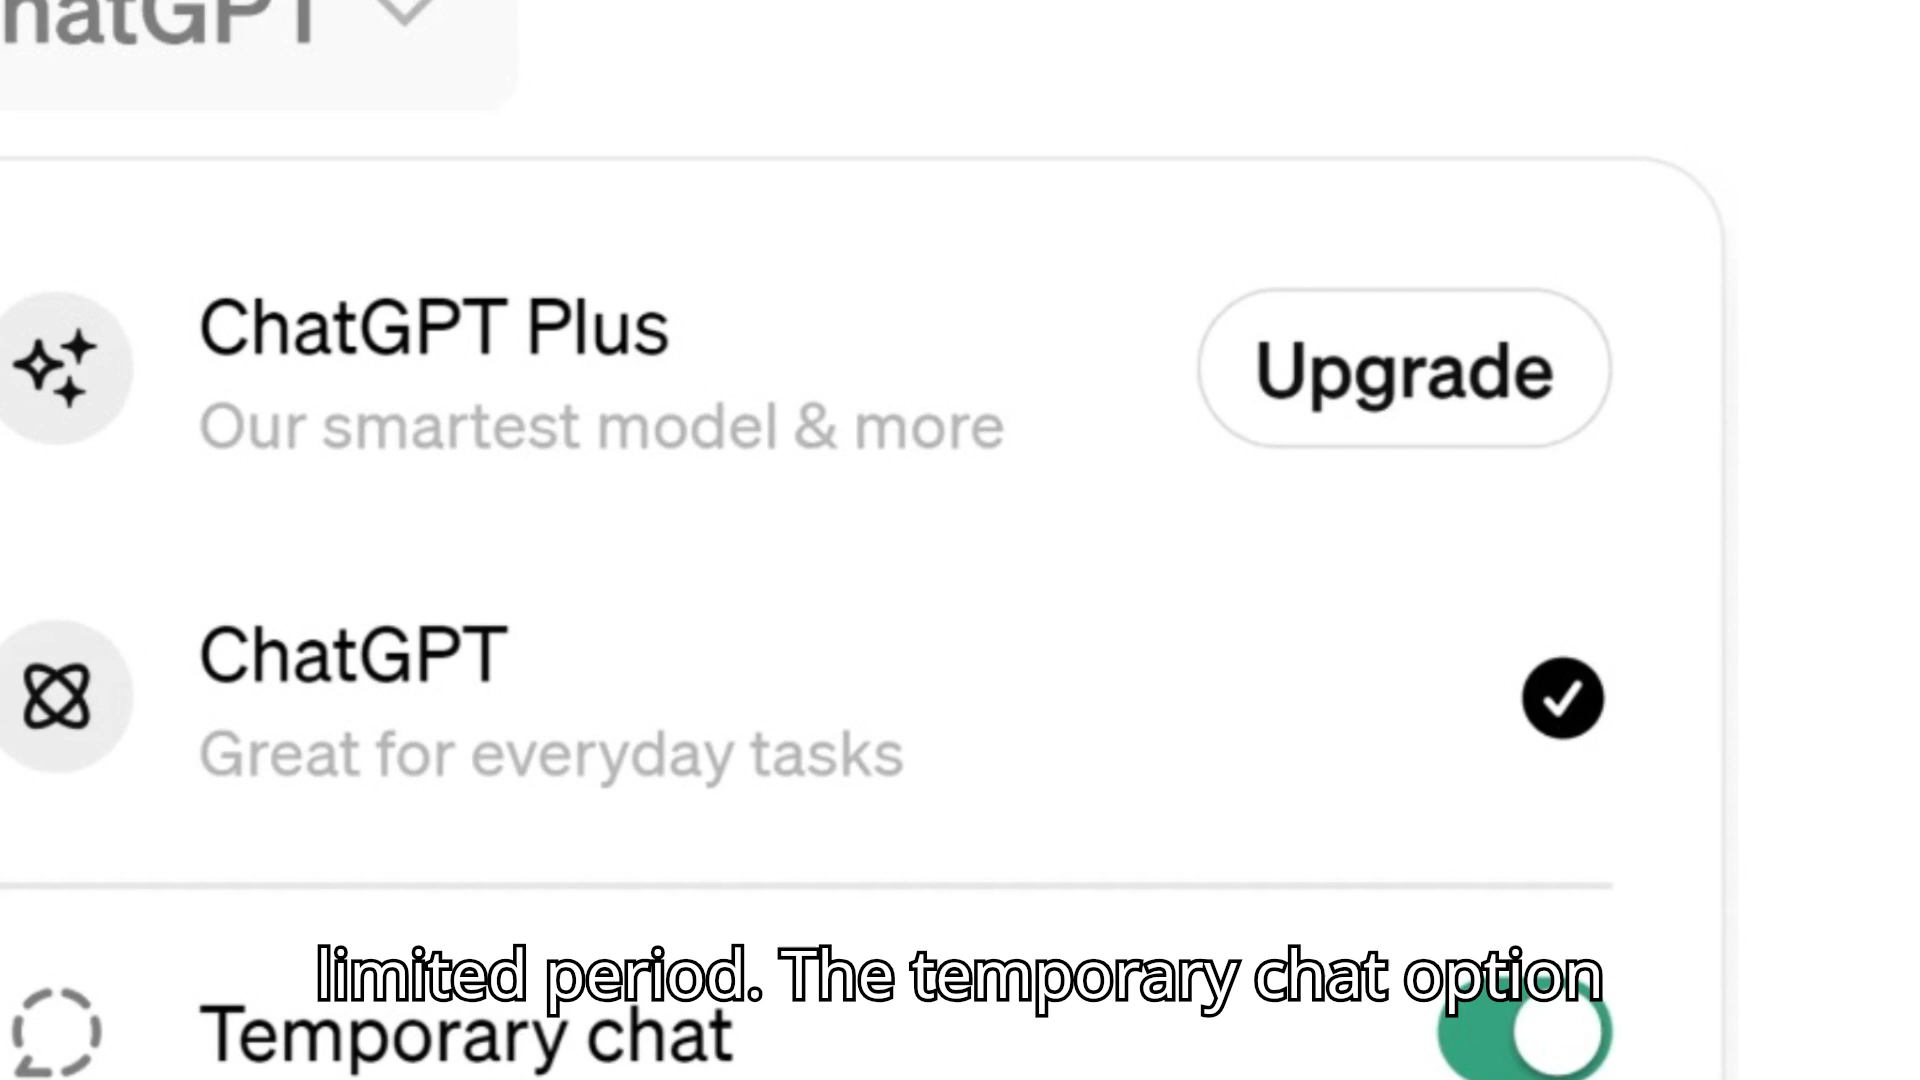 hatGPT
ChatGPT Plus
Our smartest model & more
Upgrade
ChatGPT
Great for everyday tasks
limited period. The temporary chat option
Temporary chat